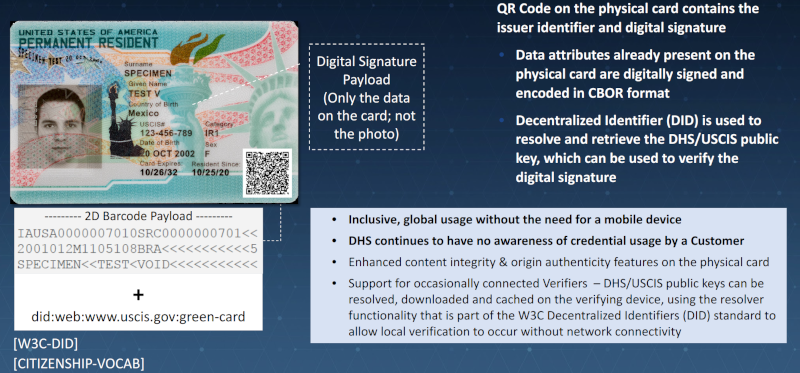 QR Code on the physical card contains the
issuer identifier and digital signature
Data attributes already present on the
physical card are digitally signed and
encoded in CBOR format
Decentralized Identifier (DID) is used to
resolve and retrieve the DHS/USCIS public
key, which can be used to verify the
digital signature
UNITED STATES OF AMERICA
PERMANENT RESIDENT
Surname
SPECIMEN
Given Name
TEST V
Country of Birth
Mexico
USCIS#
Category
123-456-789
IR1
Date of Birth
Sex
20 OCT 2002
F
Card Expires:
Resident Since:
10/26/32
10/25/20
Digital Signature
Payload
(Only the data
on the card; not
the photo)
--------- 2D Barcode Payload ---------
IAUSA0000007010SRC0000000701<<
2001012M1105108BRA<<<<<<<<<<<5
SPECIMEN<<TEST<VOID<<<<<<<<<<<
+
did:web:www.uscis.gov:green-card
[W3C-DID]
[CITIZENSHIP-VOCAB]
• Inclusive, global usage without the need for a mobile device
• DHS continues to have no awareness of credential usage by a Customer
• Enhanced content integrity & origin authenticity features on the physical card
• Support for occasionally connected Verifiers – DHS/USCIS public keys can be
resolved, downloaded and cached on the verifying device, using the resolver
functionality that is part of the W3C Decentralized Identifiers (DID) standard to
allow local verification to occur without network connectivity